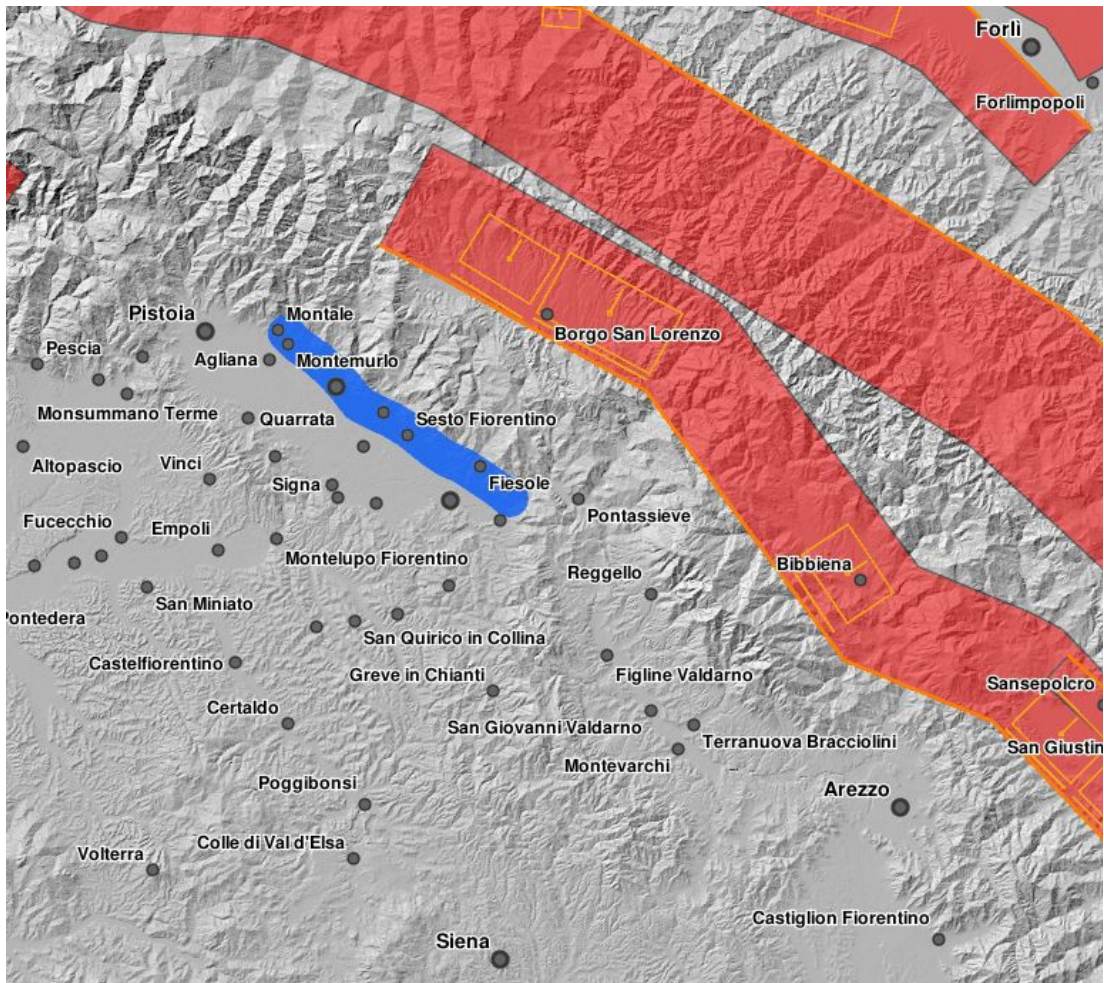 Forlì
Forlimpopoli
Pistoia
Montale
Borgo San Lorenzo
Pescia
Agliana
Montemurlo
Monsummano Terme
Quarrata
Sesto Fiorentino
Altopascio
Vinci
Signa
Fiesole
Pontassieve
Fucecchio
Empoli
Montelupo Fiorentino
Reggello
Bibbiena
San Miniato
Pontedera
San Quirico in Collina
Castelfiorentino
Greve in Chianti
Figline Valdarno
Sansepolcro
Certaldo
San Giovanni Valdarno
Terranuova Bracciolini
San Giustin
Montevarchi
Poggibonsi
Arezzo
Colle di Val d'Elsa
Volterra
Castiglion Fiorentino
Siena